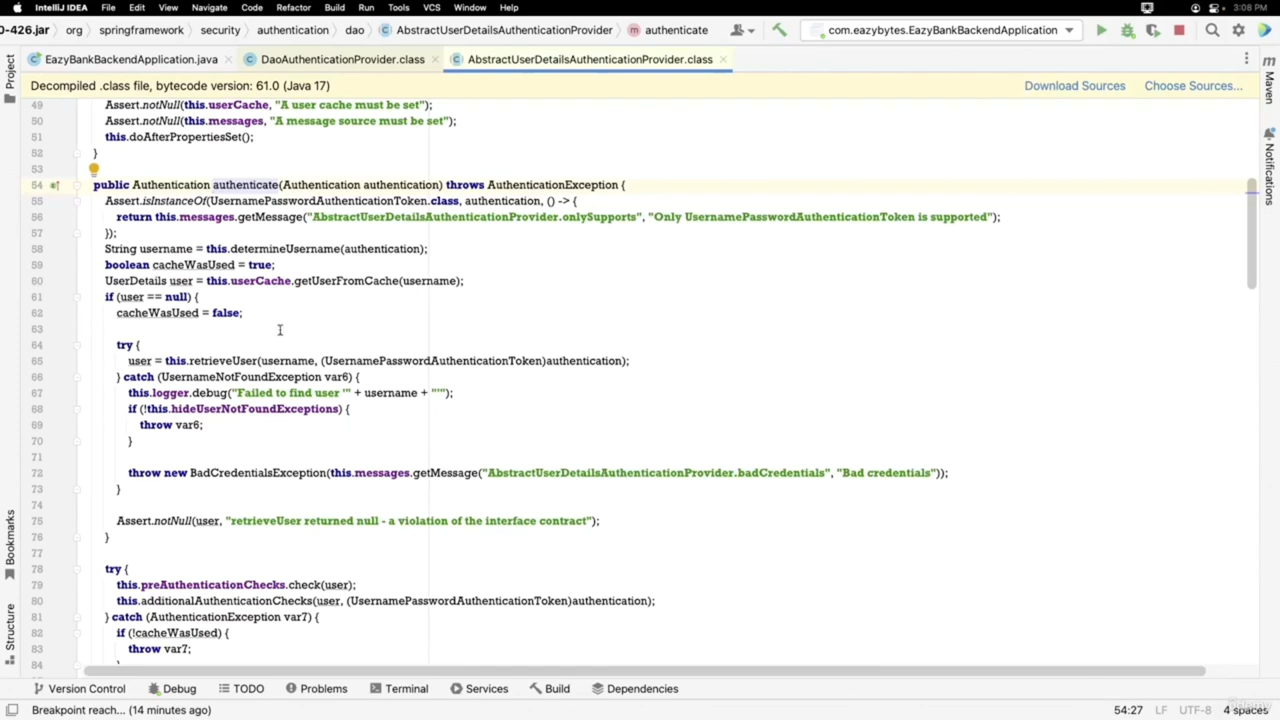 IntelliJ IDEA File Edit View Navigate Code Refactor Build Run Tools VCS Window Help 3:08 PM
0-426.jar org springframework security authentication dao AbstractUserDetailsAuthenticationProvider authenticate com.eazybytes.EazyBankBackendApplication
EazyBankBackendApplication.java DaoAuthenticationProvider.class AbstractUserDetailsAuthenticationProvider.class
Decompiled .class file, bytecode version: 61.0 (Java 17) Download Sources Choose Sources...
49 Assert.notNull(this.userCache, "A user cache must be set");
50 Assert.notNull(this.messages, "A message source must be set");
51 this.doAfterPropertiesSet();
52 }
53
54 public Authentication authenticate(Authentication authentication) throws AuthenticationException {
55 Assert.isInstanceOf(UsernamePasswordAuthenticationToken.class, authentication, () -> {
56 return this.messages.getMessage("AbstractUserDetailsAuthenticationProvider.onlySupports", "Only UsernamePasswordAuthenticationToken is supported");
57 });
58 String username = this.determineUsername(authentication);
59 boolean cacheWasUsed = true;
60 UserDetails user = this.userCache.getUserFromCache(username);
61 if (user == null) {
62 cacheWasUsed = false;
63
64 try {
65 user = this.retrieveUser(username, (UsernamePasswordAuthenticationToken)authentication);
66 } catch (UsernameNotFoundException var6) {
67 this.logger.debug("Failed to find user '" + username + "'");
68 if (!this.hideUserNotFoundExceptions) {
69 throw var6;
70 }
71
72 throw new BadCredentialsException(this.messages.getMessage("AbstractUserDetailsAuthenticationProvider.badCredentials", "Bad credentials"));
73 }
74
75 Assert.notNull(user, "retrieveUser returned null - a violation of the interface contract");
76 }
77
78 try {
79 this.preAuthenticationChecks.check(user);
80 this.additionalAuthenticationChecks(user, (UsernamePasswordAuthenticationToken)authentication);
81 } catch (AuthenticationException var7) {
82 if (!cacheWasUsed) {
83 throw var7;
84 }
Project
Bookmarks
Structure
Maven
Notifications
Version Control Debug TODO Problems Terminal Services Build Dependencies
Breakpoint reach... (14 minutes ago) 54:27 LF UTF-8 4 spaces
Udemy